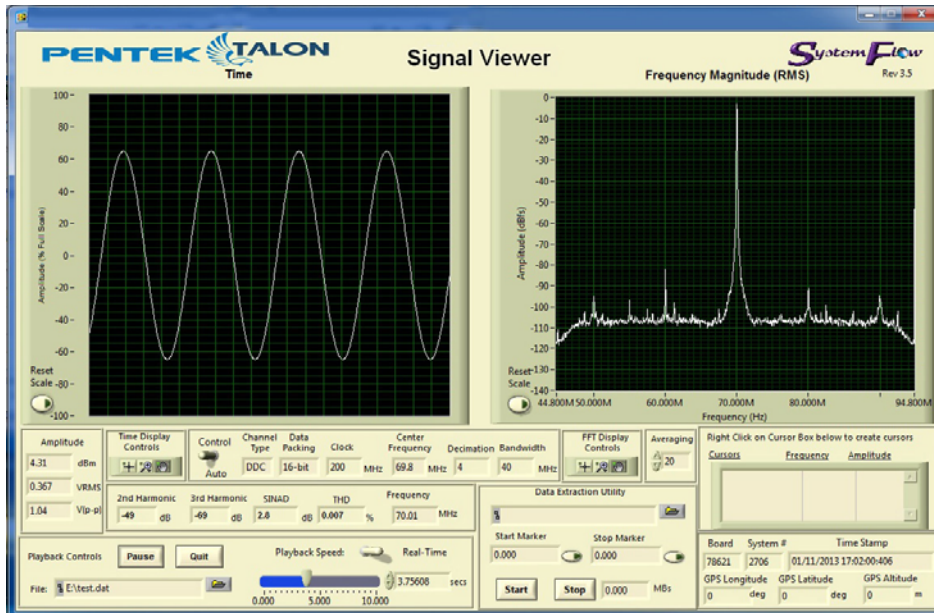 PENTEK TALON
Signal Viewer
SystemFlow
Rev 3.5
Time
Amplitude (% Full Scale)
100
80
60
40
20
0
-20
-40
-60
-80
-100
Reset
Scale
Frequency Magnitude (RMS)
Amplitude (dBfs)
0
-10
-20
-30
-40
-50
-60
-70
-80
-90
-100
-110
-120
-130
-140
Reset
Scale
44.800M 50.000M 60.000M 70.000M 80.000M 94.800M
Frequency (Hz)
Amplitude
4.31 dBm
0.367 VRMS
1.04 V(p-p)
Time Display
Controls
Control
Auto
Channel Type
DDC
Data Packing
16-bit
Clock
200 MHz
Center Frequency
69.8 MHz
Decimation
4
Bandwidth
40 MHz
FFT Display
Controls
Averaging
20
Right Click on Cursor Box below to create cursors
Cursors Frequency Amplitude
2nd Harmonic
-49 dB
3rd Harmonic
-69 dB
SINAD
2.8 dB
THD
0.007 %
Frequency
70.01 MHz
Data Extraction Utility
Start Marker
0.000
Stop Marker
0.000
Start Stop 0.000 MBs
Playback Controls
Pause Quit
Playback Speed: Real-Time
File: E:\test.dat
0.000 5.000 10.000
3.75608 secs
Board System # Time Stamp
78621 2706 01/11/2013 17:02:00:406
GPS Longitude GPS Latitude GPS Altitude
0 deg 0 deg 0 m